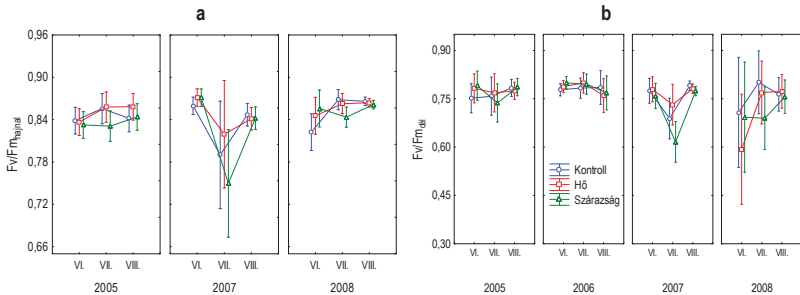 a
b
Fv/Fm hajnal
0,96
0,90
0,84
0,78
0,72
0,66
VI. VII. VIII.
VI. VII. VIII.
VI. VII. VIII.
2005
2007
2008
Fv/Fm dél
0,90
0,75
0,60
0,45
0,30
Kontroll
Hő
Szárazság
VI. VII. VIII.
VI. VII. VIII.
VI. VII. VIII.
VI. VII. VIII.
2005
2006
2007
2008